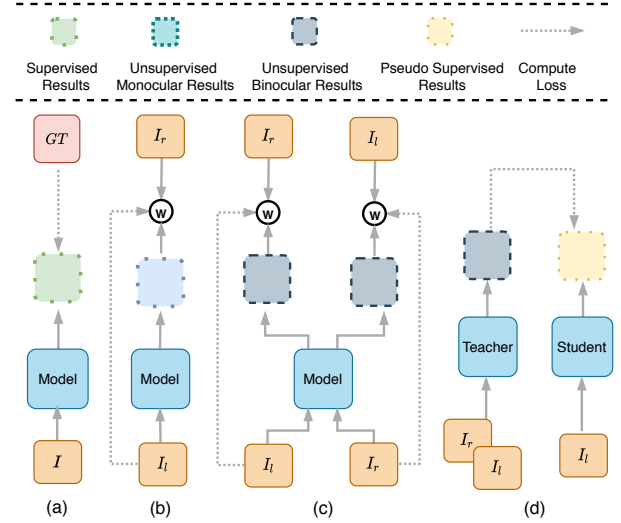 Supervised
Results
Unsupervised
Monocular Results
Unsupervised
Binocular Results
Pseudo Supervised
Results
Compute
Loss
GT
I_r
I_r
I_l
W
W
W
Model
Model
Model
Teacher
Student
I
I_l
I_l
I_r
I_r
I_l
I_l
(a)
(b)
(c)
(d)